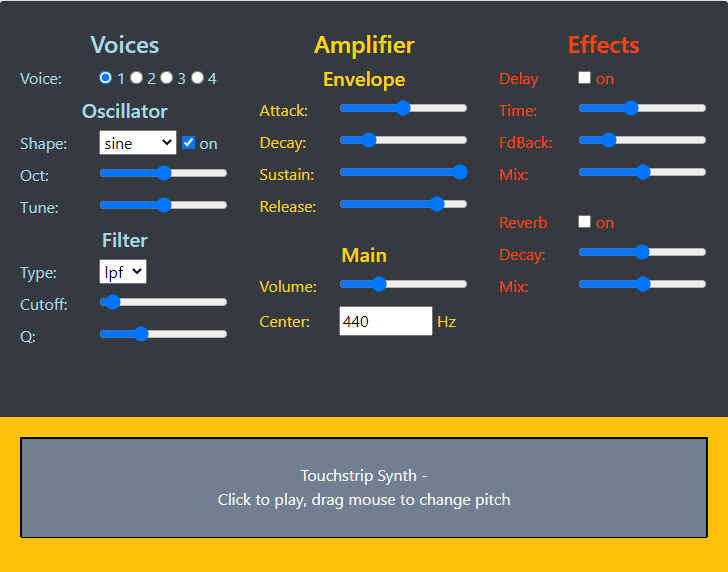 Voices
Voice: 1 2 3 4
Oscillator
Shape: sine on
Oct:
Tune:
Filter
Type: lpf
Cutoff:
Q:
Amplifier
Envelope
Attack:
Decay:
Sustain:
Release:
Main
Volume:
Center: 440 Hz
Effects
Delay on
Time:
FdBack:
Mix:
Reverb on
Decay:
Mix:
Touchstrip Synth -
Click to play, drag mouse to change pitch